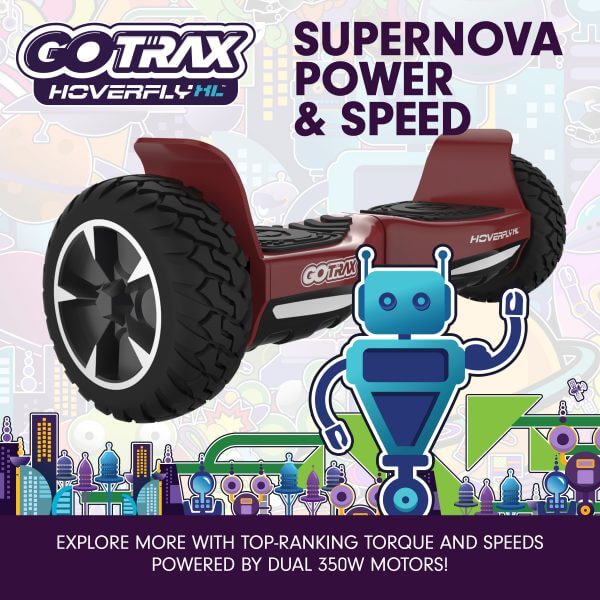 GOTRAX
HOVERFLY XL
SUPERNOVA
POWER
& SPEED
GOTRAX
HOVERFLY XL
EXPLORE MORE WITH TOP-RANKING TORQUE AND SPEEDS
POWERED BY DUAL 350W MOTORS!